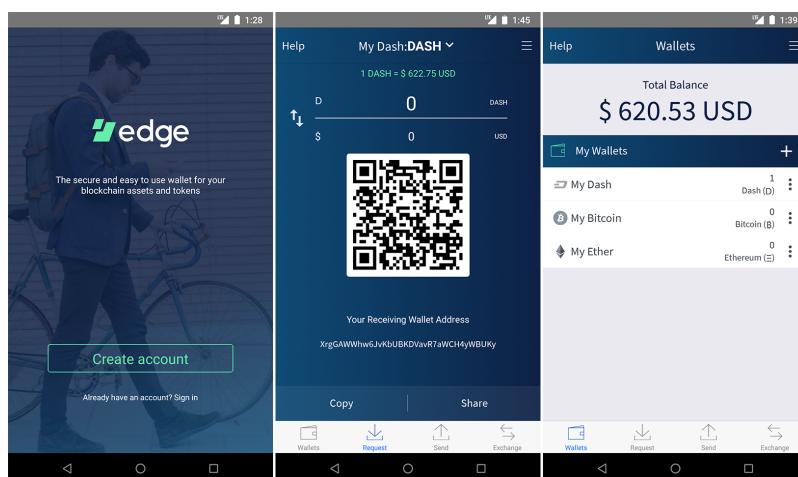 LTE 1:28
edge
The secure and easy to use wallet for your
blockchain assets and tokens
Create account
Already have an account? Sign in
LTE 1:45
Help My Dash:DASH
1 DASH = $ 622.75 USD
D 0 DASH
$ 0 USD
Your Receiving Wallet Address
XrgGAWWhw6JvKbUBKDVavR7aWCH4yWBUKy
Copy Share
Wallets Request Send Exchange
LTE 1:39
Help Wallets
Total Balance
$ 620.53 USD
My Wallets +
My Dash 1
Dash (D)
My Bitcoin 0
Bitcoin (Ƀ)
My Ether 0
Ethereum (Ξ)
Wallets Request Send Exchange